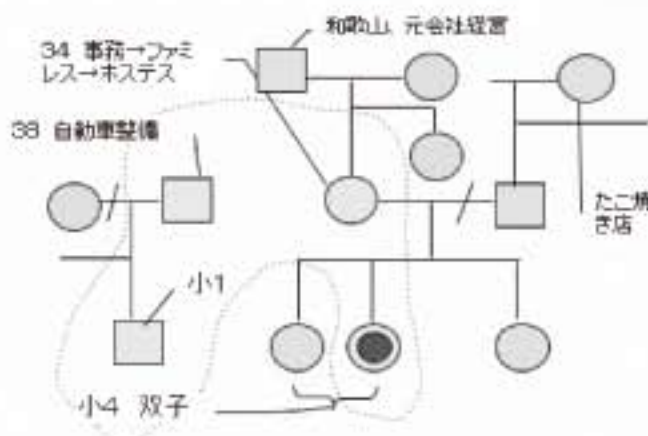 和歌山、元会社経営
34 事務→ファミ
レス→ホステス
38 自動車整備
たこ焼
き店
小1
小4 双子